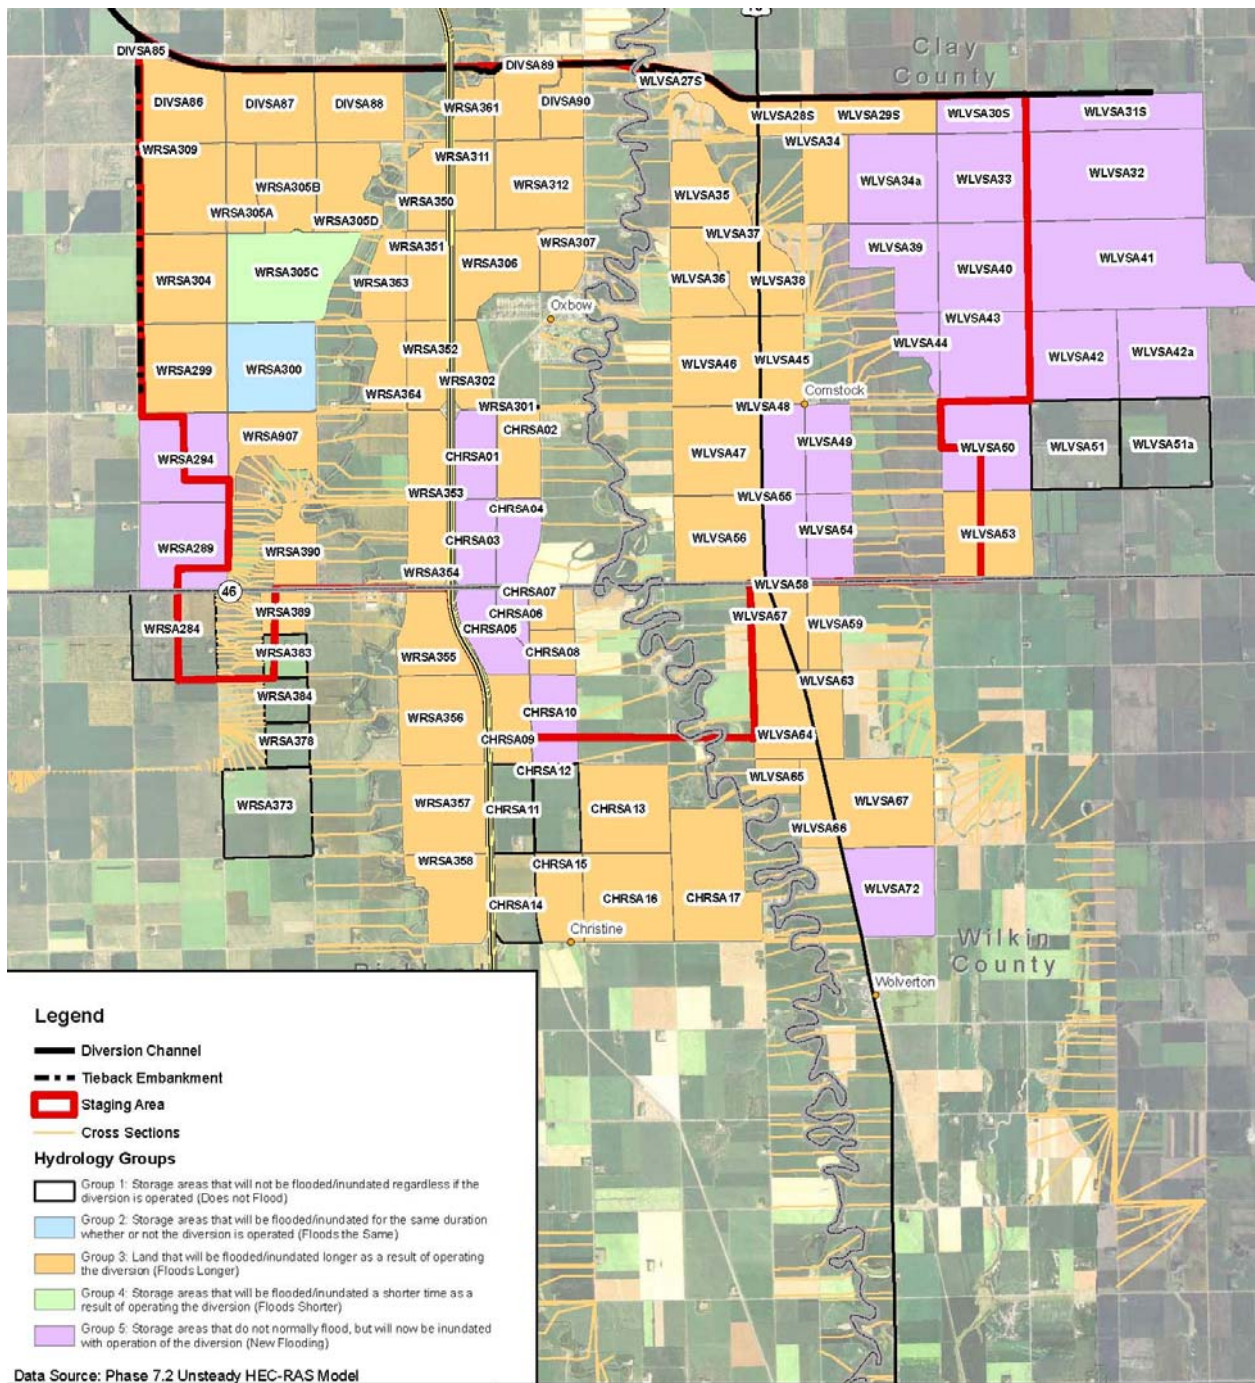 Clay
County
DIVSA85
DIVSA89
WLVSA27S
DIVSA86
DIVSA87
DIVSA88
WRSA361
DIVSA90
WLVSA28S
WLVSA29S
WLVSA30S
WLVSA31S
WRSA309
WRSA311
WLVSA34
WRSA305B
WRSA312
WLVSA35
WLVSA34a
WLVSA33
WLVSA32
WRSA305A
WRSA305D
WRSA350
WRSA351
WRSA307
WLVSA37
WLVSA39
WRSA304
WRSA305C
WRSA363
WRSA306
WLVSA36
WLVSA38
WLVSA40
WLVSA41
Oxbow
WLVSA43
WRSA299
WRSA300
WRSA352
WRSA302
WLVSA46
WLVSA45
WLVSA44
WLVSA42
WLVSA42a
WRSA364
Comstock
WRSA301
WLVSA48
WRSA907
CHRSA02
WRSA294
CHRSA01
WLVSA47
WLVSA49
WLVSA50
WLVSA51
WLVSA51a
WRSA353
CHRSA04
WLVSA55
WRSA289
WRSA390
CHRSA03
WLVSA56
WLVSA54
WLVSA53
WRSA354
46
CHRSA07
WLVSA58
WRSA389
CHRSA06
WLVSA57
WRSA284
CHRSA05
WLVSA59
WRSA383
WRSA355
CHRSA08
WRSA384
WLVSA63
WRSA356
CHRSA10
WRSA378
CHRSA09
WLVSA64
CHRSA12
WLVSA65
WRSA373
WRSA357
CHRSA11
CHRSA13
WLVSA67
WLVSA66
WRSA358
CHRSA15
CHRSA14
CHRSA16
CHRSA17
WLVSA72
Christine
Wilkin
County
Wolverton
Legend
Diversion Channel
Tieback Embankment
Staging Area
Cross Sections
Hydrology Groups
Group 1: Storage areas that will not be flooded/inundated regardless if the
diversion is operated (Does not Flood)
Group 2: Storage areas that will be flooded/inundated for the same duration
whether or not the diversion is operated (Floods the Same)
Group 3: Land that will be flooded/inundated longer as a result of operating
the diversion (Floods Longer)
Group 4: Storage areas that will be flooded/inundated a shorter time as a
result of operating the diversion (Floods Shorter)
Group 5: Storage areas that do not normally flood, but will now be inundated
with operation of the diversion (New Flooding)
Data Source: Phase 7.2 Unsteady HEC-RAS Model